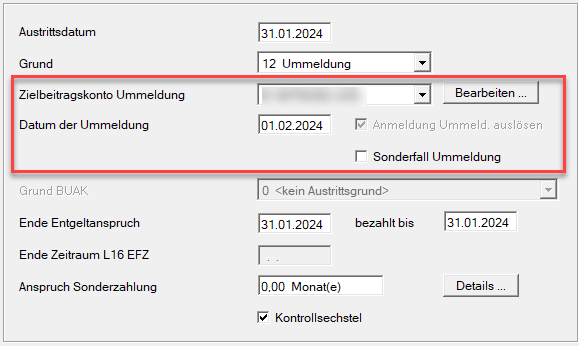 Austrittsdatum 31.01.2024
Grund 12 Ummeldung
Zielbeitragskonto Ummeldung Bearbeiten ...
Datum der Ummeldung 01.02.2024 Anmeldung Ummeld. auslösen
Sonderfall Ummeldung
Grund BUAK 0 <kein Austrittsgrund>
Ende Entgeltanspruch 31.01.2024 bezahlt bis 31.01.2024
Ende Zeitraum L16 EFZ . .
Anspruch Sonderzahlung 0,00 Monat(e) Details ...
Kontrollsechstel